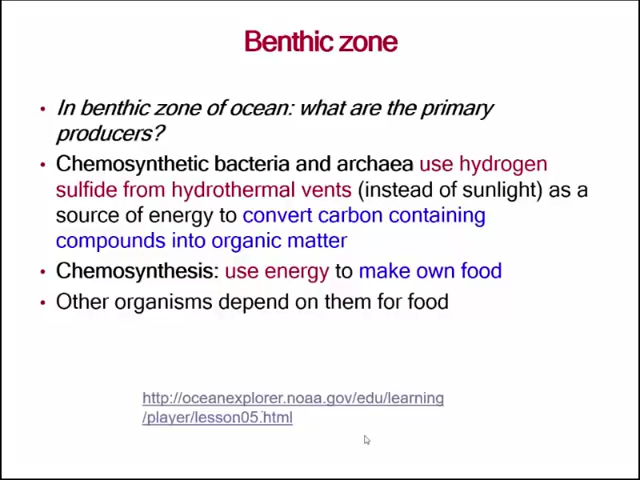 Benthic zone
• In benthic zone of ocean: what are the primary
producers?
• Chemosynthetic bacteria and archaea use hydrogen
sulfide from hydrothermal vents (instead of sunlight) as a
source of energy to convert carbon containing
compounds into organic matter
• Chemosynthesis: use energy to make own food
• Other organisms depend on them for food
http://oceanexplorer.noaa.gov/edu/learning
/player/lesson05.html